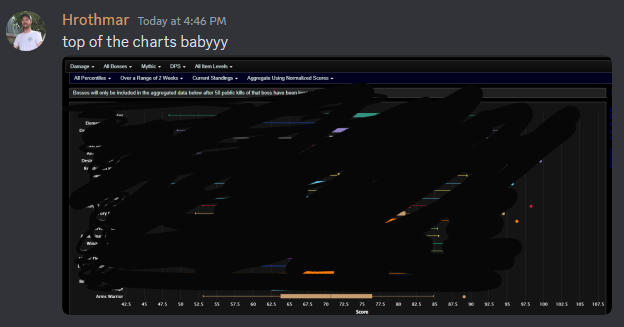 Hrothmar Today at 4:46 PM
top of the charts babyyy
Damage All Bosses Mythic DPS All Item Levels
All Percentiles Over a Range of 2 Weeks Current Standings Aggregate Using Normalized Scores
Bosses will only be included in the aggregated data below after 50 public kills of that boss have been
Arms Warrior
42.5 45 47.5 50 52.5 55 57.5 60 62.5 65 67.5 70 72.5 75 77.5 80 82.5 85 87.5 90 92.5 95 97.5 100 102.5 105 107.5
Score